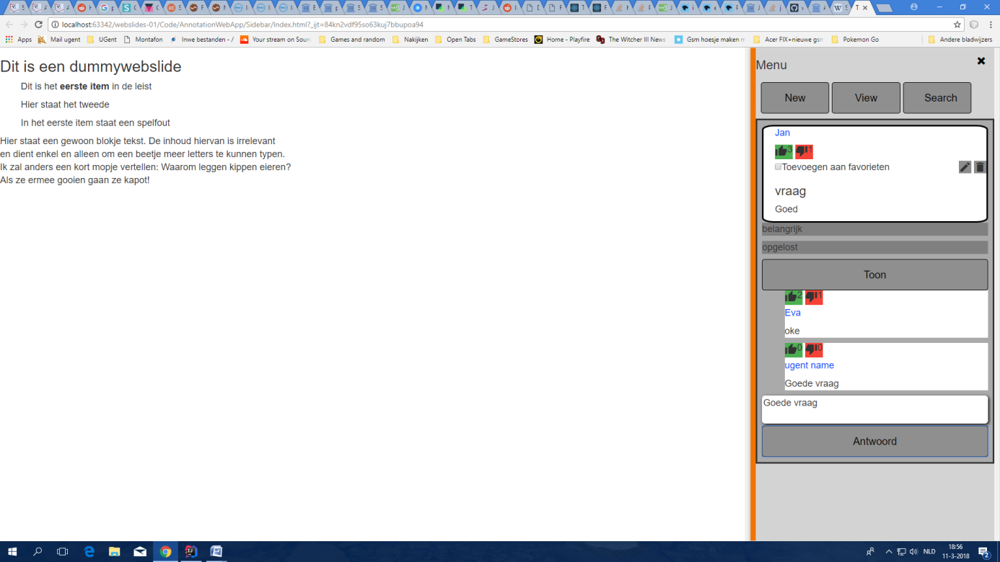 localhost:63342/webslides-01/Code/AnnotationWebApp/Sidebar/Index.html?_ijt=84kn2vdf95so63kuj7bbupoa94
Apps Mail ugent UGent Montafon Inwe bestanden - / Your stream on Soun Games and random Nakijken Open Tabs GameStores Home - Playfire The Witcher III News Gsm hoesje maken m Acer FIX+nieuwe gsm Pokemon Go Andere bladwijzers
Dit is een dummywebslide
Dit is het eerste item in de leist
Hier staat het tweede
In het eerste item staat een spelfout
Hier staat een gewoon blokje tekst. De inhoud hiervan is irrelevant
en dient enkel en alleen om een beetje meer letters te kunnen typen.
Ik zal anders een kort mopje vertellen: Waarom leggen kippen eieren?
Als ze ermee gooien gaan ze kapot!
Menu
New View Search
Jan
3 1
Toevoegen aan favorieten
vraag
Goed
belangrijk
opgelost
Toon
2 1
Eva
oke
0 0
ugent name
Goede vraag
Goede vraag
Antwoord
NLD
18:56
11-3-2018
2